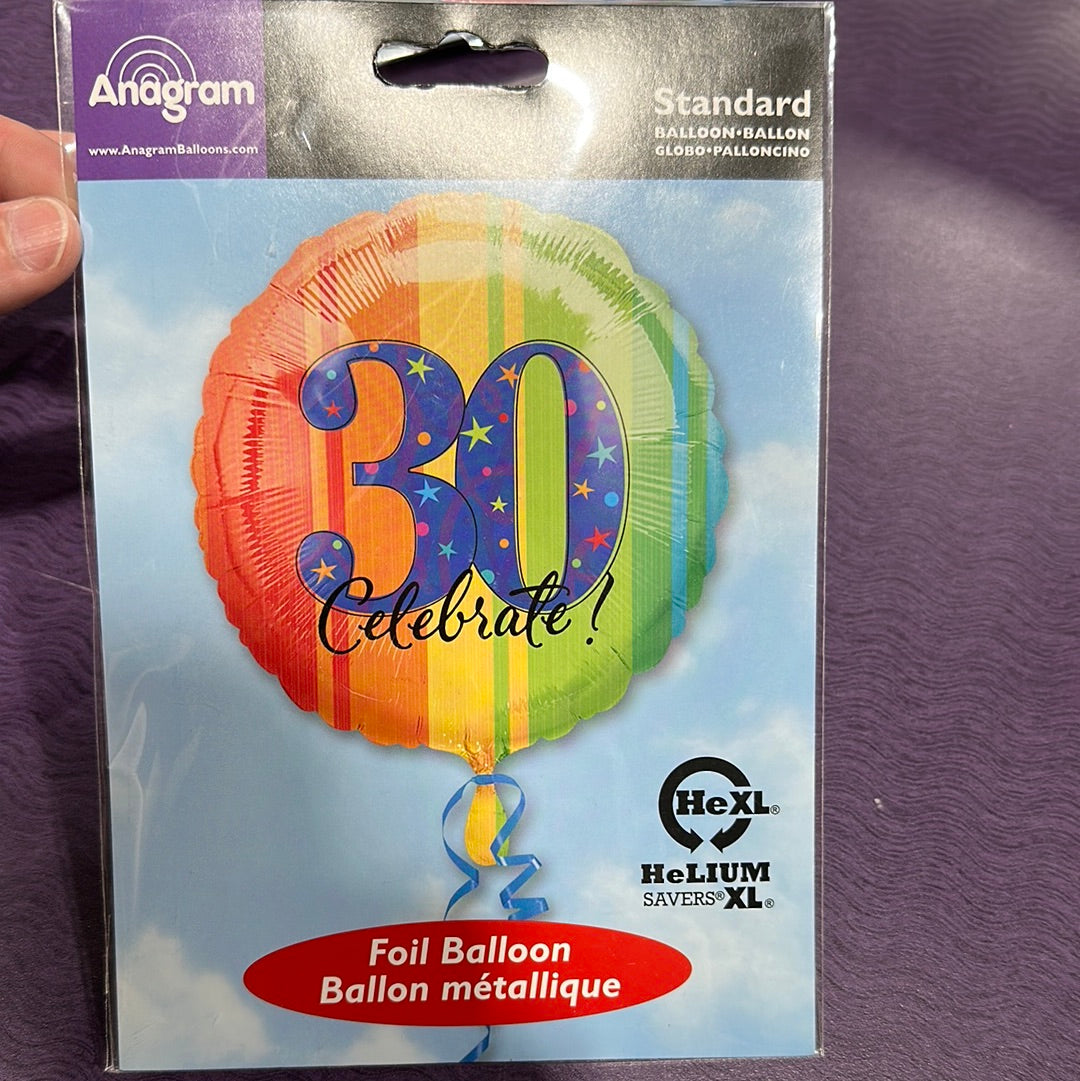 Anagram
www.AnagramBalloons.com
Standard
BALLOON•BALLON
GLOBO•PALLONCINO
30
Celebrate!
HeXL®
HeLIUM
SAVERS® XL®
Foil Balloon
Ballon métallique